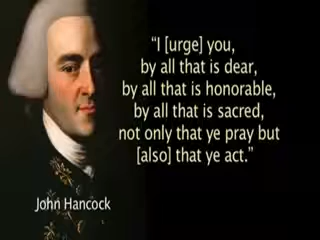 “I [urge] you,
by all that is dear,
by all that is honorable,
by all that is sacred,
not only that ye pray but
[also] that ye act.”
John Hancock